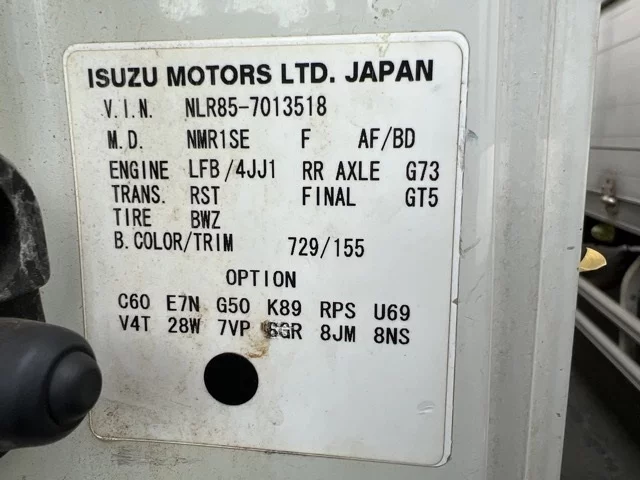 ISUZU MOTORS LTD. JAPAN
V.I.N. NLR85-7013518
M.D. NMR1SE F AF/BD
ENGINE LFB/4JJ1 RR AXLE G73
TRANS. RST FINAL GT5
TIRE BWZ
B.COLOR/TRIM 729/155
OPTION
C60 E7N G50 K89 RPS U69
V4T 28W 7VP 8JM 8NS